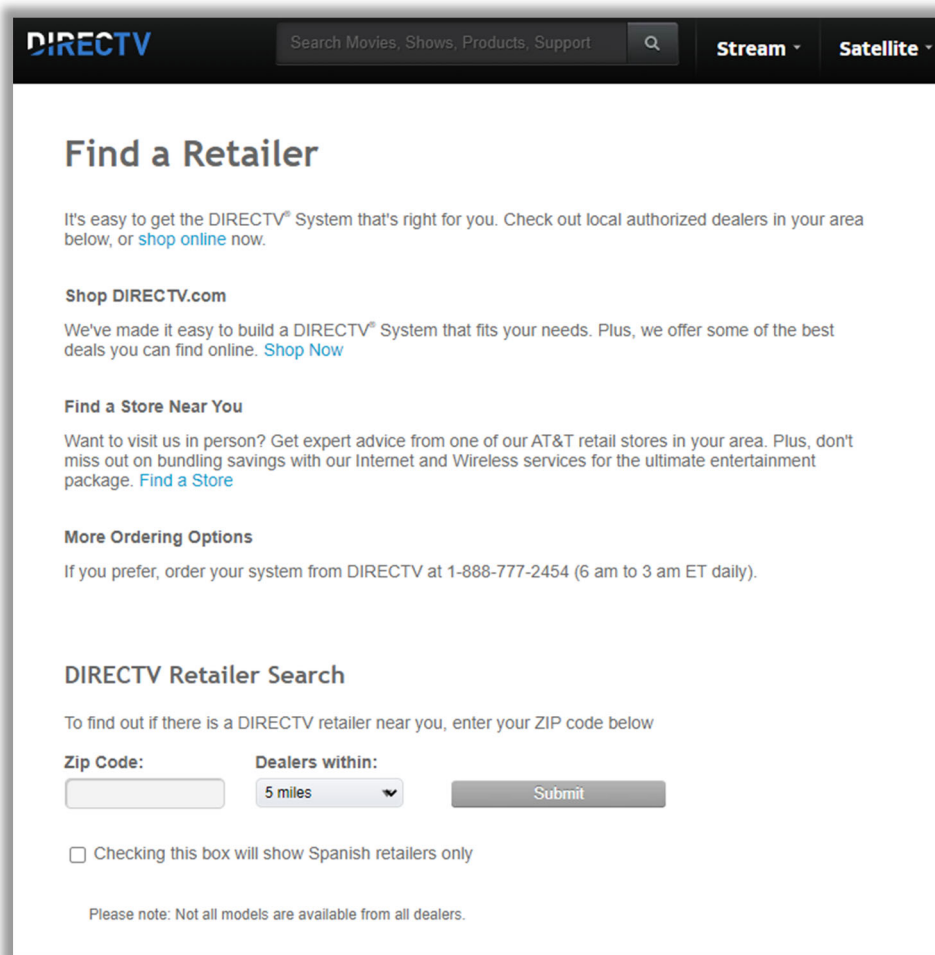 DIRECTV
Search Movies, Shows, Products, Support
Stream
Satellite
Find a Retailer
It's easy to get the DIRECTV® System that's right for you. Check out local authorized dealers in your area
below, or shop online now.
Shop DIRECTV.com
We've made it easy to build a DIRECTV® System that fits your needs. Plus, we offer some of the best
deals you can find online. Shop Now
Find a Store Near You
Want to visit us in person? Get expert advice from one of our AT&T retail stores in your area. Plus, don't
miss out on bundling savings with our Internet and Wireless services for the ultimate entertainment
package. Find a Store
More Ordering Options
If you prefer, order your system from DIRECTV at 1-888-777-2454 (6 am to 3 am ET daily).
DIRECTV Retailer Search
To find out if there is a DIRECTV retailer near you, enter your ZIP code below
Zip Code:
Dealers within:
5 miles
Submit
Checking this box will show Spanish retailers only
Please note: Not all models are available from all dealers.